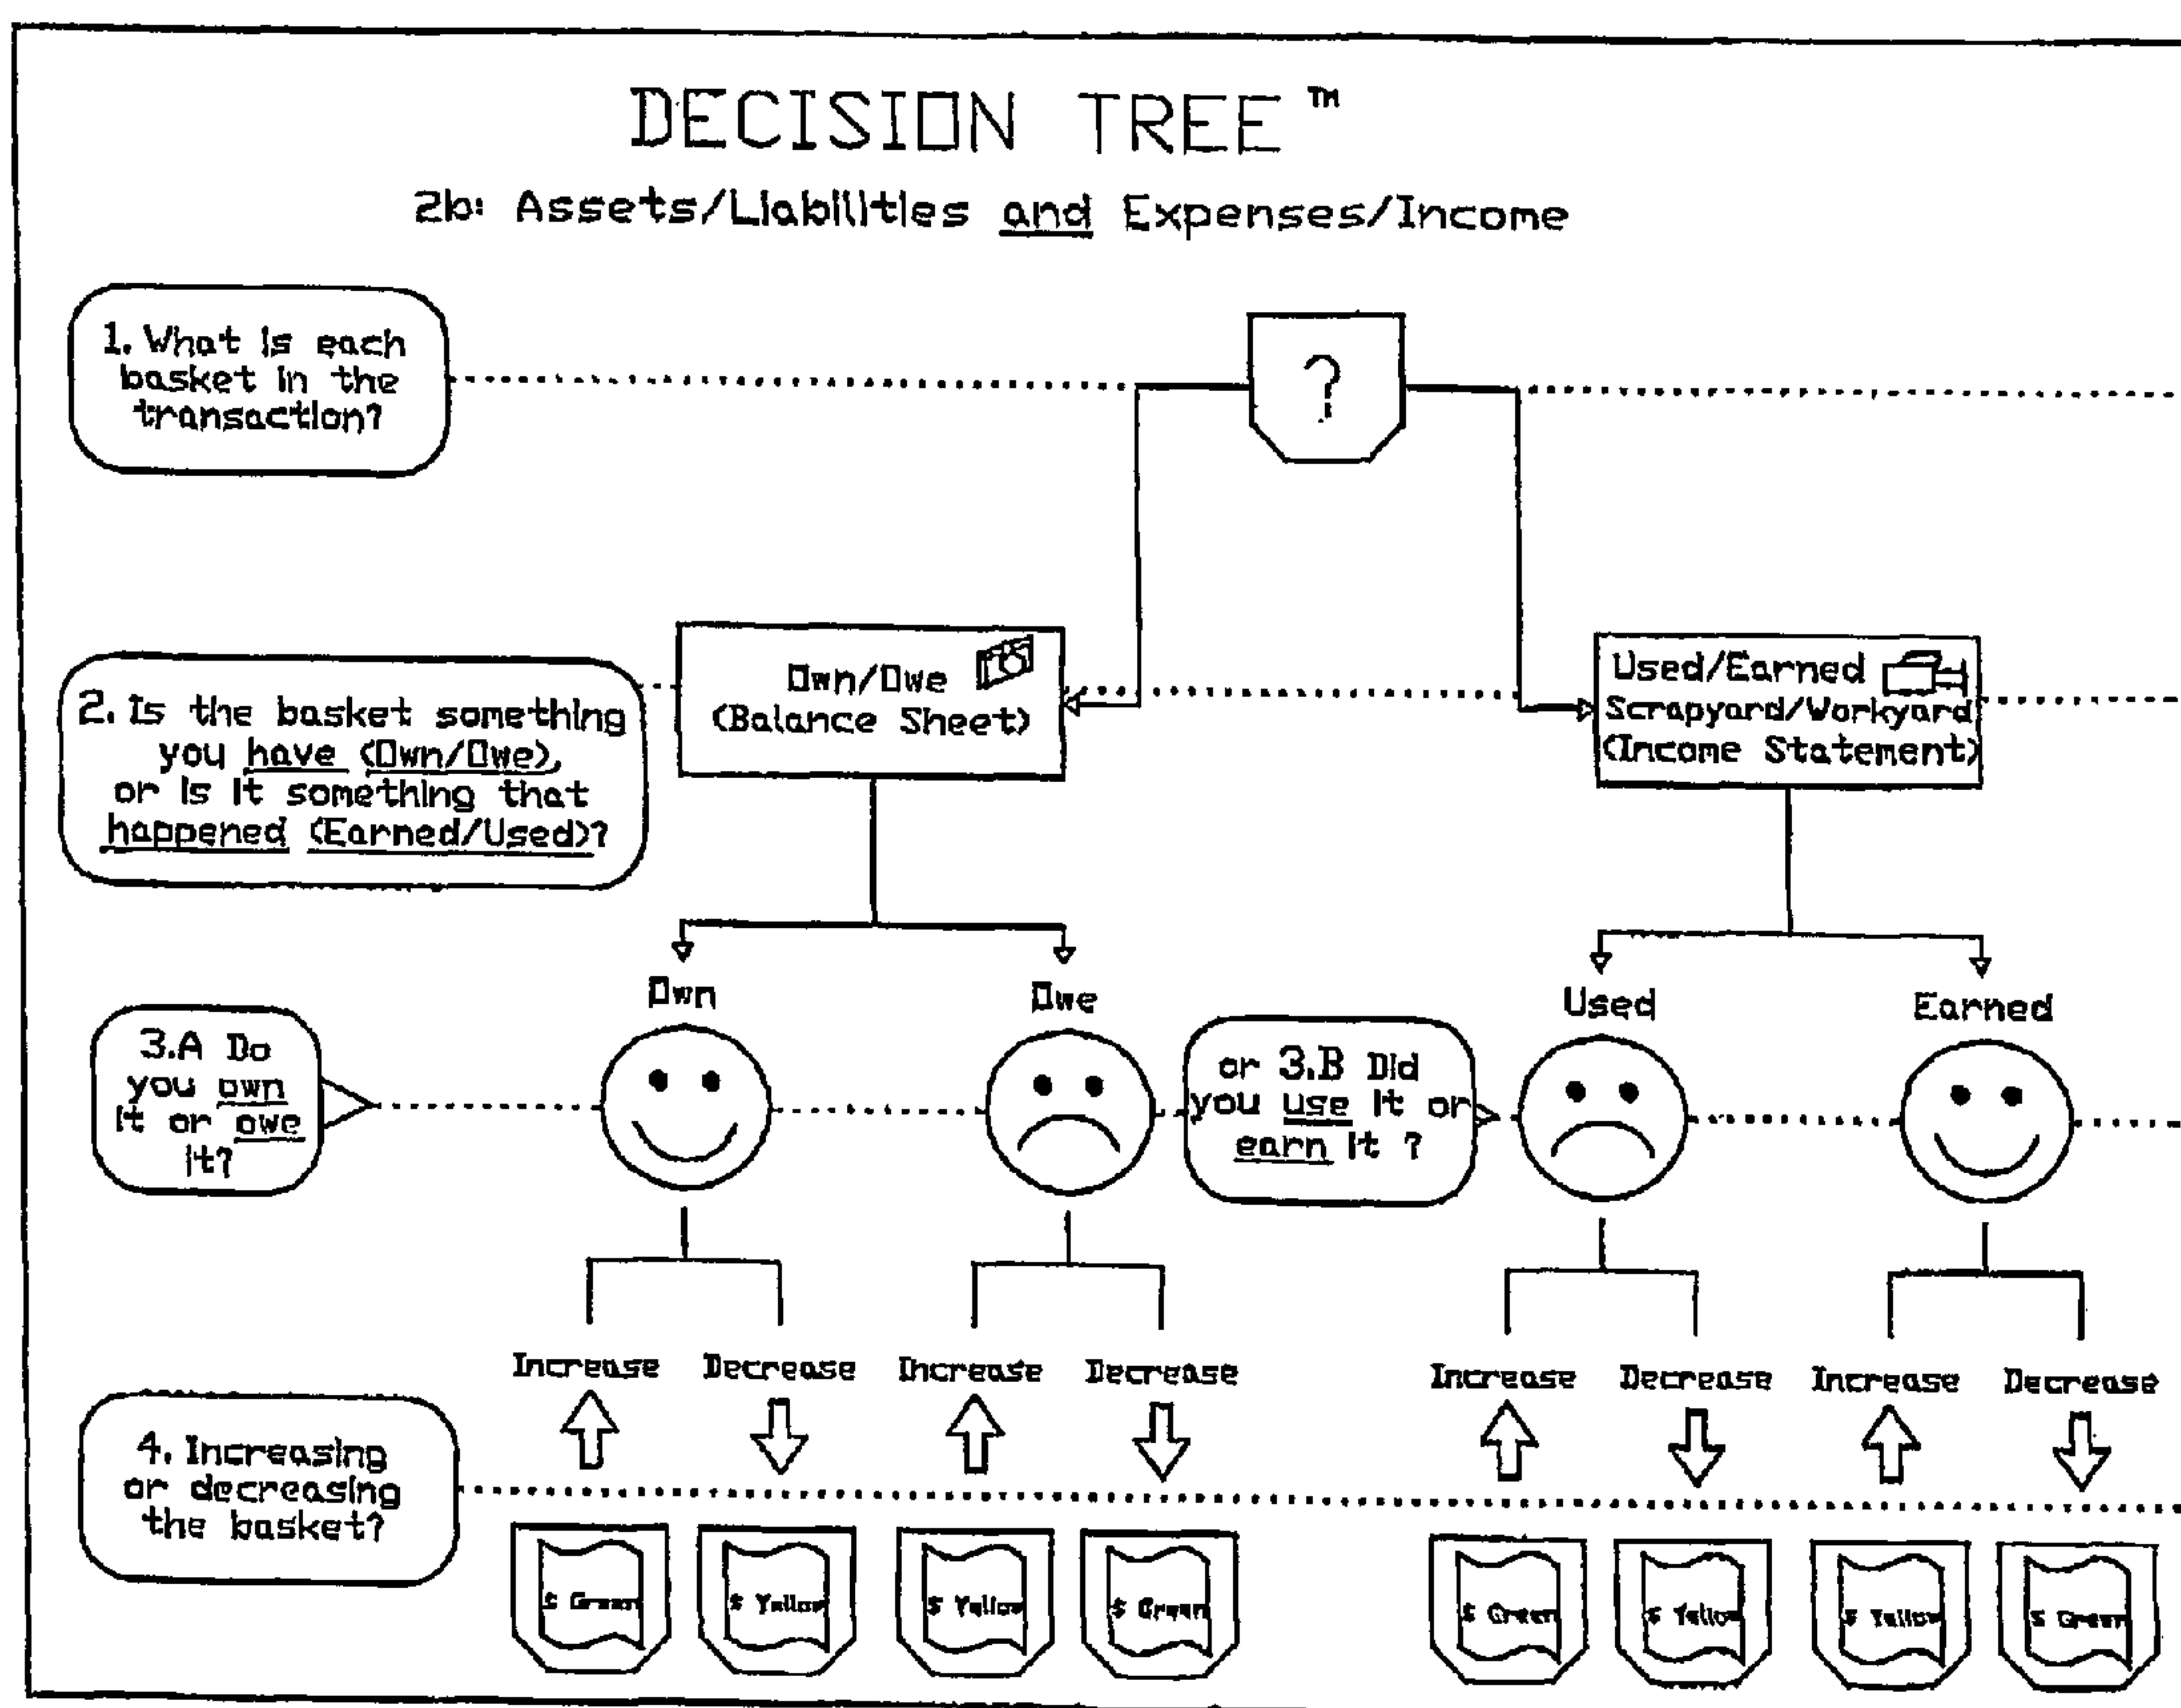 DECISION TREE™
2b: Assets/Liabilities and Expenses/Income
1. What is each
basket in the
transaction?
?
2. Is the basket something
you have (Own/Owe),
or is it something that
happened (Earned/Used)?
Own/Owe
(Balance Sheet)
Used/Earned
Scrapyard/Workyard
(Income Statement)
3.A Do
you own
it or owe
it?
Own
Owe
or 3.B Did
you use it or
earn it ?
Used
Earned
Increase
Decrease
Increase
Decrease
Increase
Decrease
Increase
Decrease
4. Increasing
or decreasing
the basket?
$ Green
$ Yellow
$ Yellow
$ Green
$ Green
$ Yellow
$ Yellow
$ Green